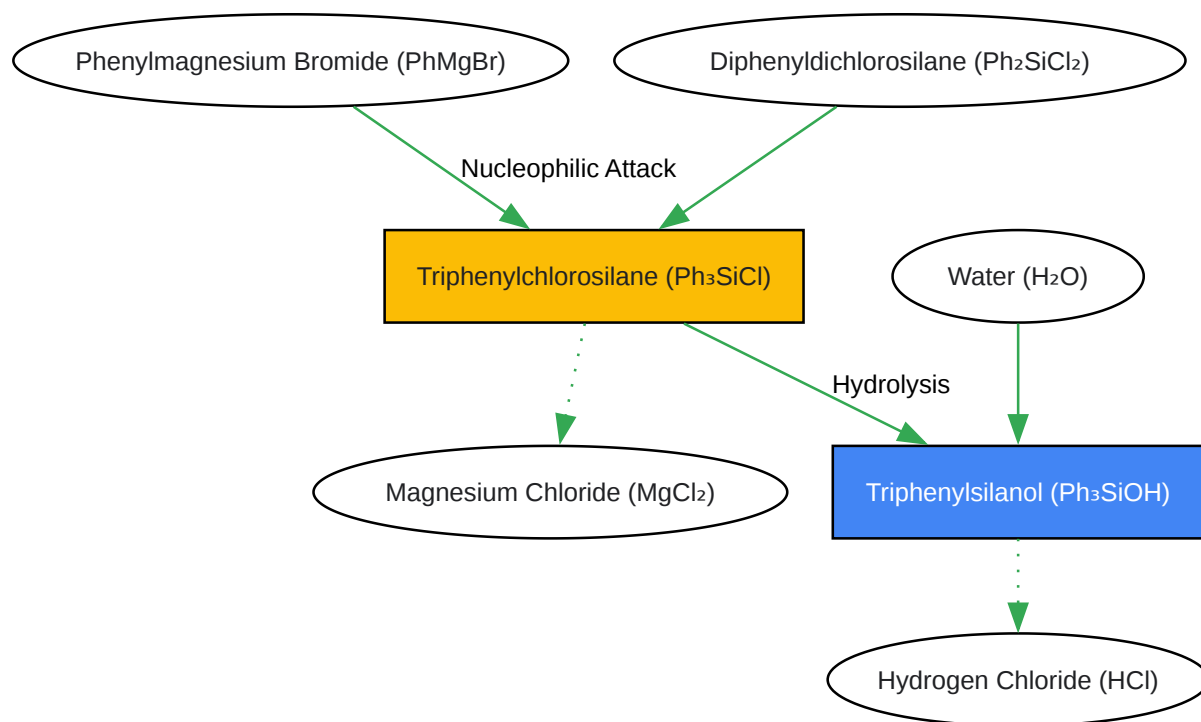 Phenylmagnesium Bromide (PhMgBr)
Diphenyldichlorosilane (Ph₂SiCl₂)
Nucleophilic Attack
Triphenylchlorosilane (Ph₃SiCl)
Water (H₂O)
Hydrolysis
Magnesium Chloride (MgCl₂)
Triphenylsilanol (Ph₃SiOH)
Hydrogen Chloride (HCl)